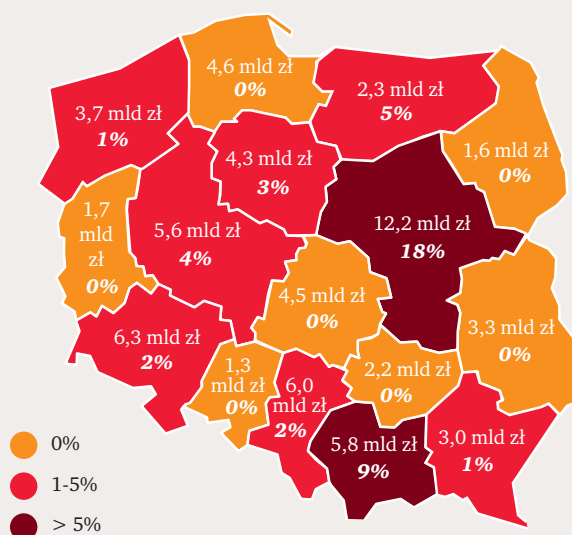 4,6 mld zł
0%
2,3 mld zł
5%
3,7 mld zł
1%
4,3 mld zł
3%
1,6 mld zł
0%
1,7
mld
zł
0%
5,6 mld zł
4%
12,2 mld zł
18%
4,5 mld zł
0%
3,3 mld zł
0%
6,3 mld zł
2%
1,3
mld zł
0%
6,0
mld zł
2%
2,2 mld zł
0%
5,8 mld zł
9%
3,0 mld zł
1%
0%
1-5%
> 5%